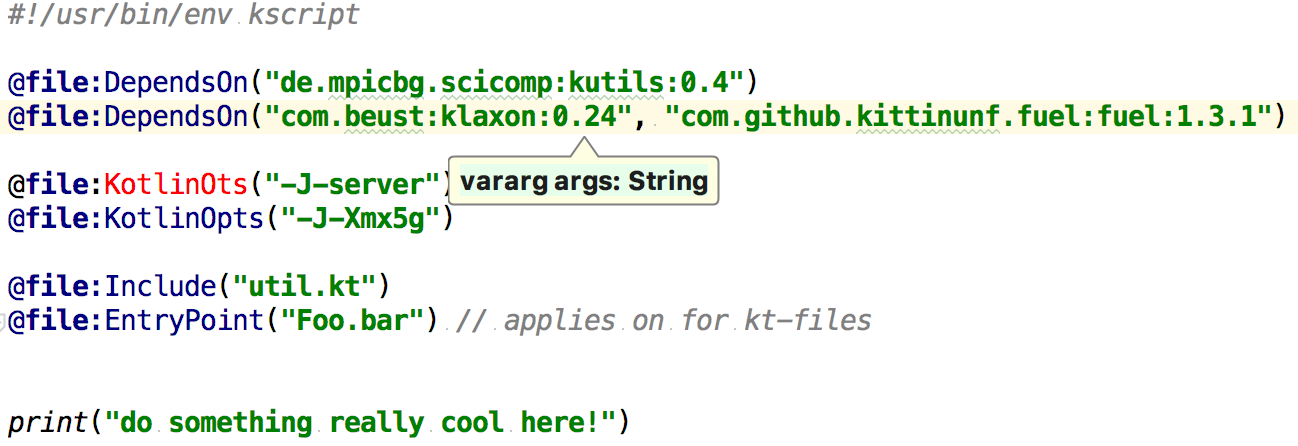 #!/usr/bin/env kscript
@file:DependsOn("de.mpicbg.scicomp:kutils:0.4")
@file:DependsOn("com.beust:klaxon:0.24", "com.github.kittinunf.fuel:fuel:1.3.1")
vararg args: String
@file:KotlinOts("-J-server")
@file:KotlinOpts("-J-Xmx5g")
@file:Include("util.kt")
@file:EntryPoint("Foo.bar") // applies on for kt-files
print("do something really cool here!")